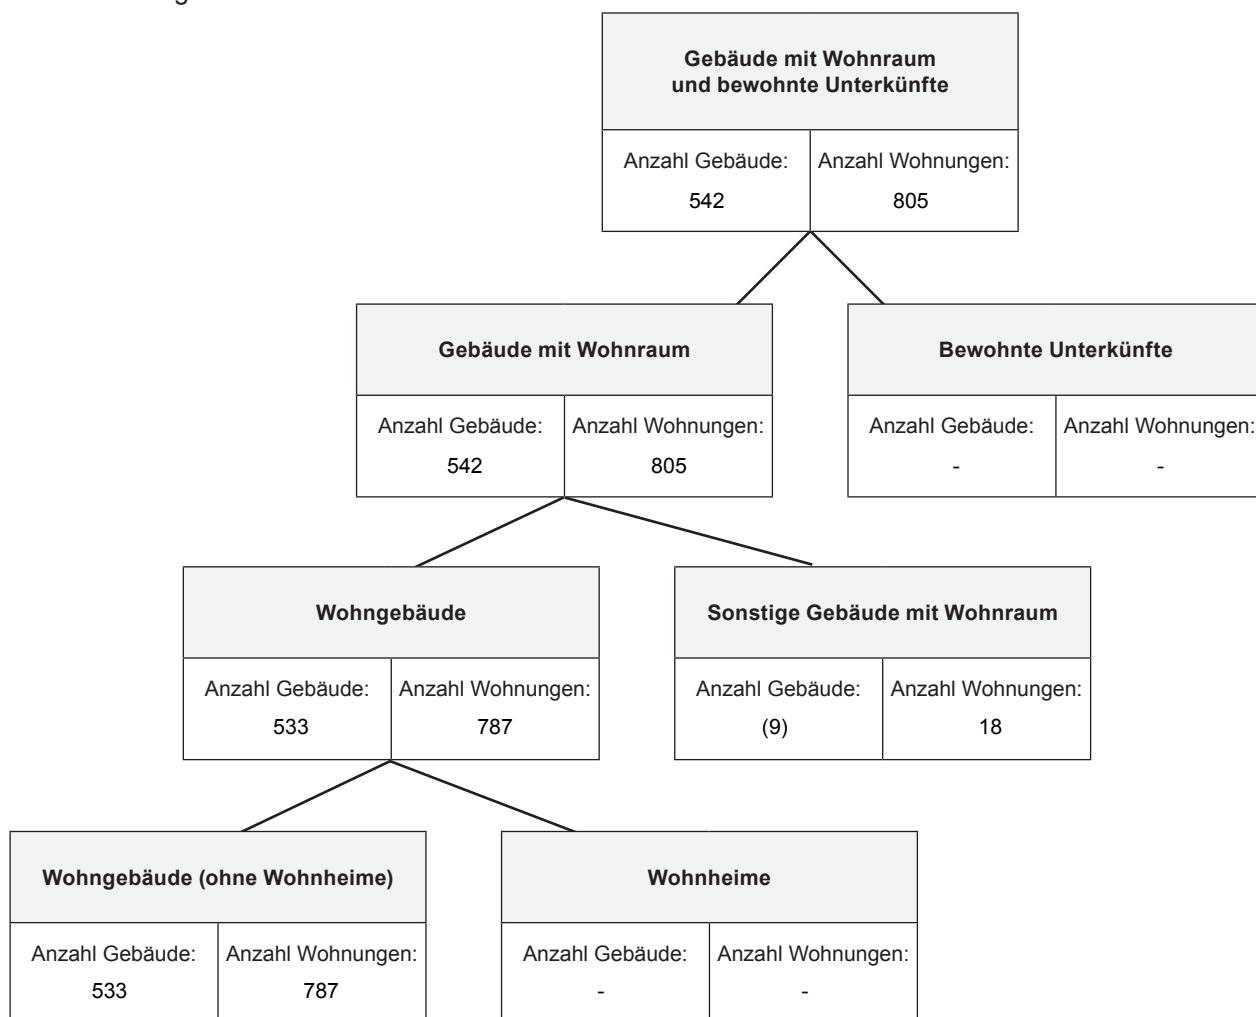 Gebäude mit Wohnraum
und bewohnte Unterkünfte
Anzahl Gebäude: Anzahl Wohnungen:
542 805
Gebäude mit Wohnraum Bewohnte Unterkünfte
Anzahl Gebäude: Anzahl Wohnungen: Anzahl Gebäude: Anzahl Wohnungen:
542 805 - -
Wohngebäude Sonstige Gebäude mit Wohnraum
Anzahl Gebäude: Anzahl Wohnungen: Anzahl Gebäude: Anzahl Wohnungen:
533 787 (9) 18
Wohngebäude (ohne Wohnheime) Wohnheime
Anzahl Gebäude: Anzahl Wohnungen: Anzahl Gebäude: Anzahl Wohnungen:
533 787 - -